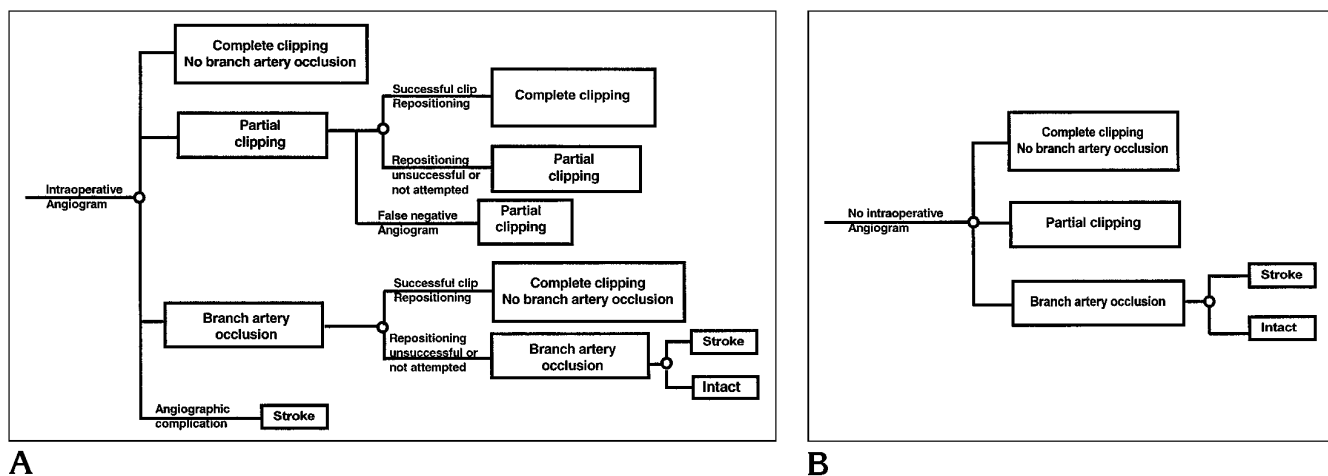 Complete clipping
No branch artery occlusion
Successful clip
Repositioning
Complete clipping
Partial
clipping
Repositioning
unsuccessful or
not attempted
Partial
clipping
Intraoperative
Angiogram
False negative
Angiogram
Partial
clipping
Successful clip
Repositioning
Complete clipping
No branch artery occlusion
Branch artery
occlusion
Repositioning
unsuccessful or
not attempted
Branch artery
occlusion
Stroke
Intact
Angiographic
complication
Stroke
A
Complete clipping
No branch artery occlusion
No intraoperative
Angiogram
Partial clipping
Branch artery occlusion
Stroke
Intact
B